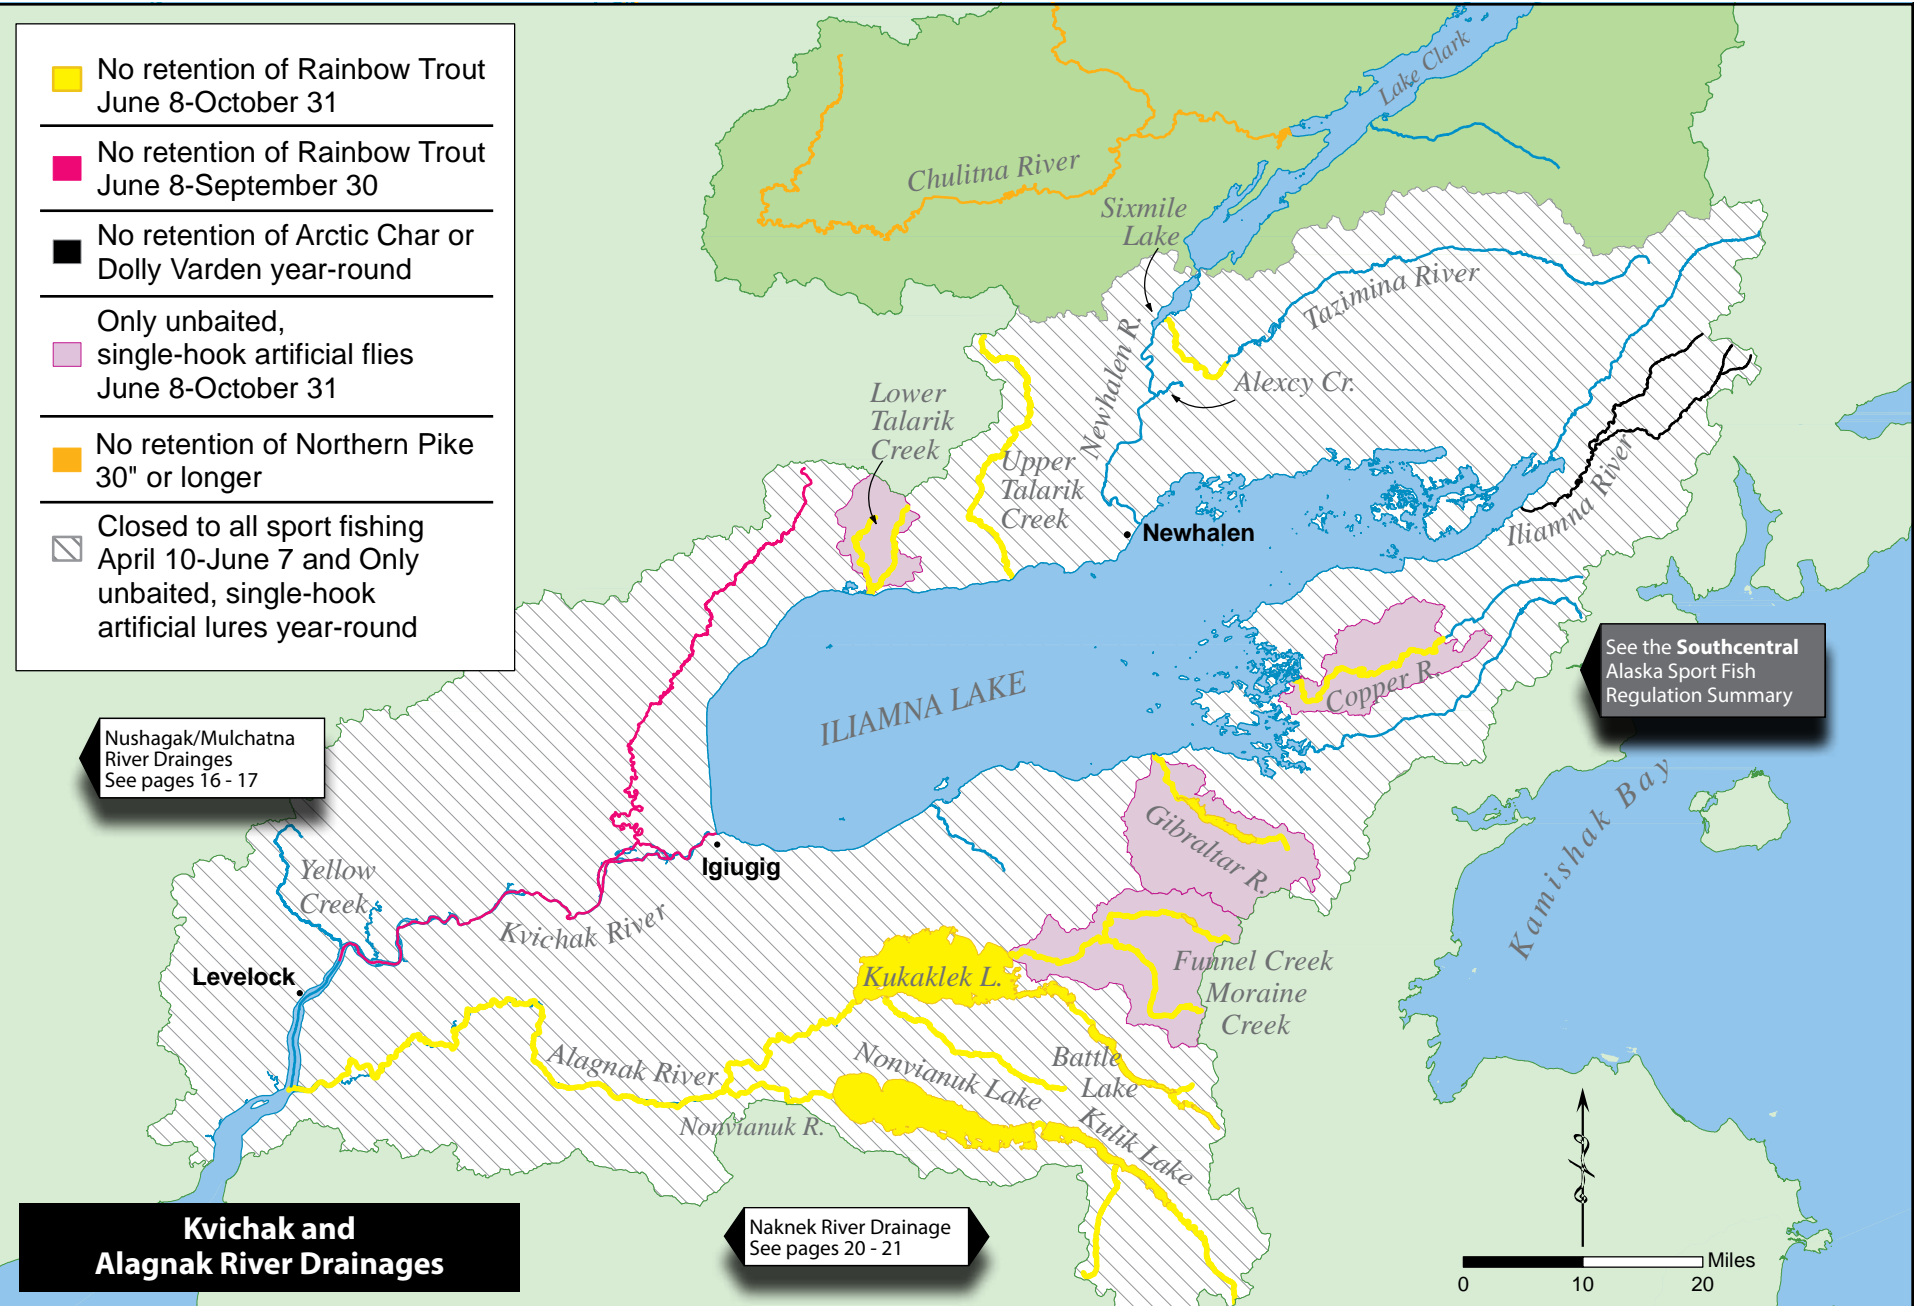 No retention of Rainbow Trout
June 8-October 31
No retention of Rainbow Trout
June 8-September 30
No retention of Arctic Char or
Dolly Varden year-round
Only unbaited,
single-hook artificial flies
June 8-October 31
No retention of Northern Pike
30" or longer
Closed to all sport fishing
April 10-June 7 and Only
unbaited, single-hook
artificial lures year-round
Lake Clark
Chulitna River
Sixmile
Lake
Tazimina River
Newhalen R.
Alexcy Cr.
Lower
Talarik
Creek
Upper
Talarik
Creek
Newhalen
Iliamna River
ILIAMNA LAKE
Copper R.
See the Southcentral
Alaska Sport Fish
Regulation Summary
Nushagak/Mulchatna
River Drainges
See pages 16 - 17
Kamishak Bay
Gibraltar R.
Igiugig
Yellow
Creek
Kvichak River
Levelock
Kukaklek L.
Funnel Creek
Moraine
Creek
Alagnak River
Nonvianuk Lake
Battle
Lake
Kulik Lake
Nonvianuk R.
Naknek River Drainage
See pages 20 - 21
Kvichak and
Alagnak River Drainages
Miles
0 10 20